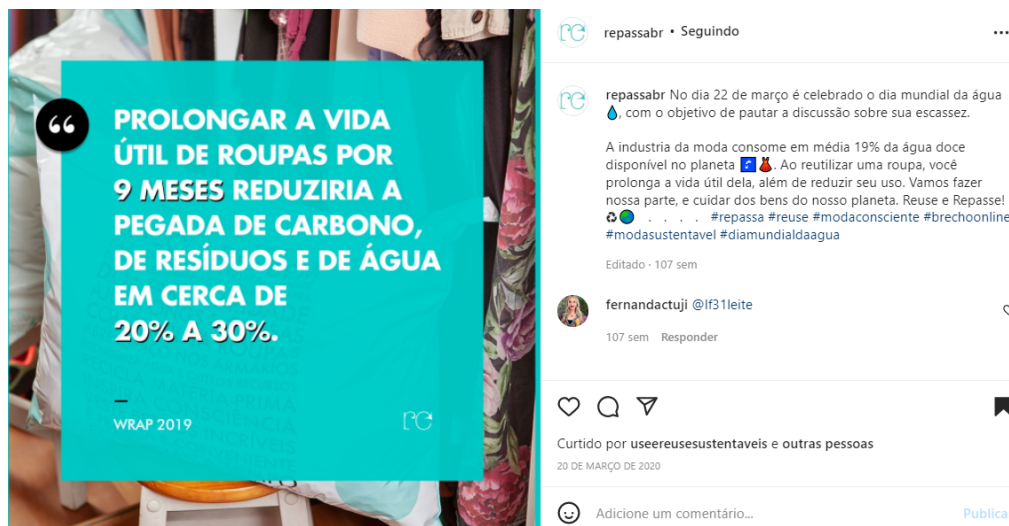 PROLONGAR A VIDA
ÚTIL DE ROUPAS POR
9 MESES REDUZIRIA A
PEGADA DE CARBONO,
DE RESÍDUOS E DE ÁGUA
EM CERCA DE
20% A 30%.
WRAP 2019
repassabr • Seguindo
repassabr No dia 22 de março é celebrado o dia mundial da água
💧, com o objetivo de pautar a discussão sobre sua escassez.
A industria da moda consome em média 19% da água doce
disponível no planeta 🎵👗. Ao reutilizar uma roupa, você
prolonga a vida útil dela, além de reduzir seu uso. Vamos fazer
nossa parte, e cuidar dos bens do nosso planeta. Reuse e Repasse!
♻🌍 . . . . #repassa #reuse #modaconsciente #brechoonline
#modasustentavel #diamundialdaagua
Editado · 107 sem
fernandactuji @lf31leite
107 sem Responder
Curtido por useereusesustentaveis e outras pessoas
20 DE MARÇO DE 2020
Adicione um comentário...
Publica